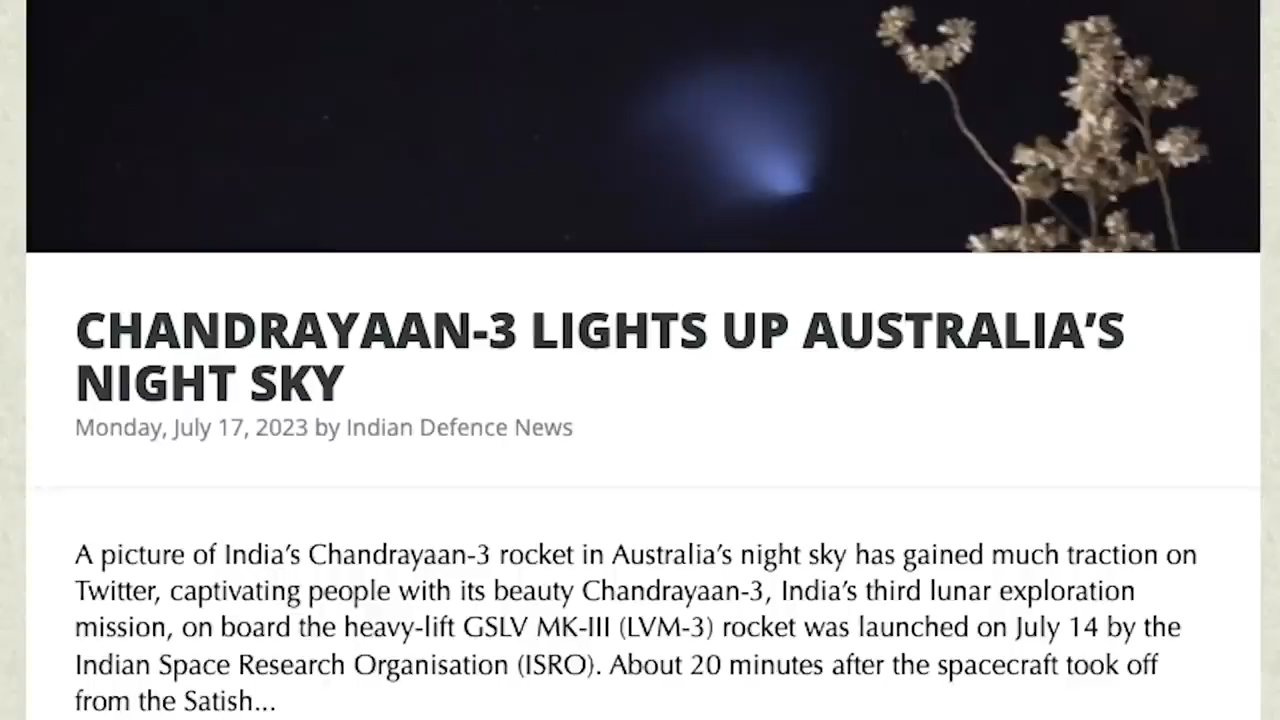 CHANDRAYAAN-3 LIGHTS UP AUSTRALIA’S
NIGHT SKY
Monday, July 17, 2023 by Indian Defence News
A picture of India’s Chandrayaan-3 rocket in Australia’s night sky has gained much traction on
Twitter, captivating people with its beauty Chandrayaan-3, India’s third lunar exploration
mission, on board the heavy-lift GSLV MK-III (LVM-3) rocket was launched on July 14 by the
Indian Space Research Organisation (ISRO). About 20 minutes after the spacecraft took off
from the Satish...